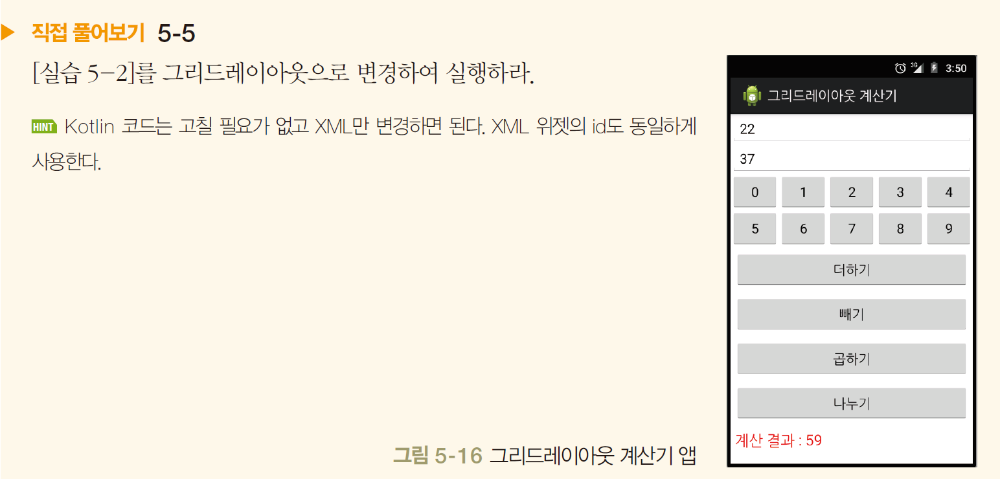 직접 풀어보기 5-5
[실습 5-2]를 그리드레이아웃으로 변경하여 실행하라.
HINT Kotlin 코드는 고칠 필요가 없고 XML만 변경하면 된다. XML 위젯의 id도 동일하게
사용한다.
3G 3:50
그리드레이아웃 계산기
22
37
0 1 2 3 4
5 6 7 8 9
더하기
빼기
곱하기
나누기
계산 결과 : 59
그림 5-16 그리드레이아웃 계산기 앱